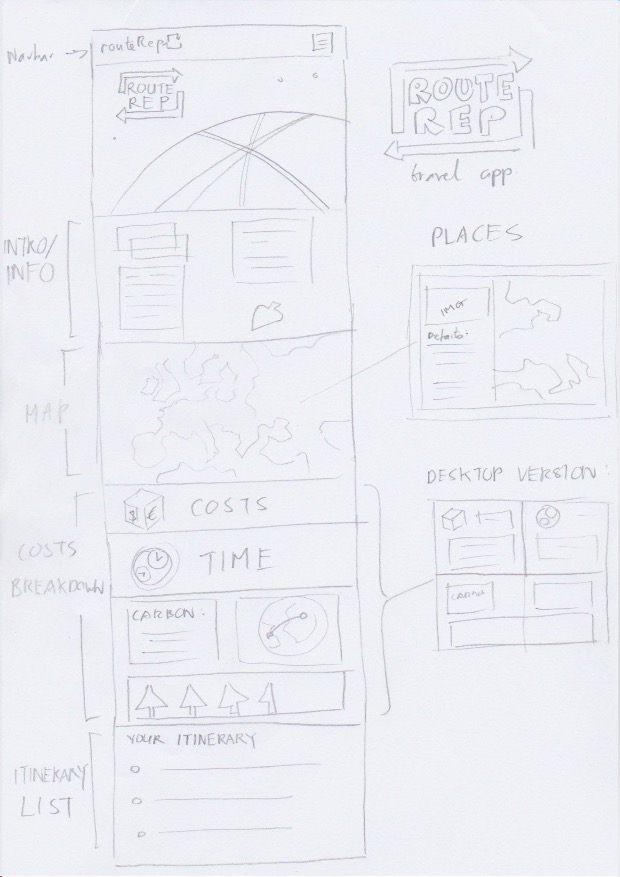 Navbar
routeRep
ROUTE
REP
ROUTE
REP
travel app
INTRO/
INFO
PLACES
IMG
Details:
MAP
COSTS
BREAKDOWN
$ €
COSTS
TIME
CARBON:
DESKTOP VERSION:
CARBON
ITINERARY
LIST
YOUR ITINERARY